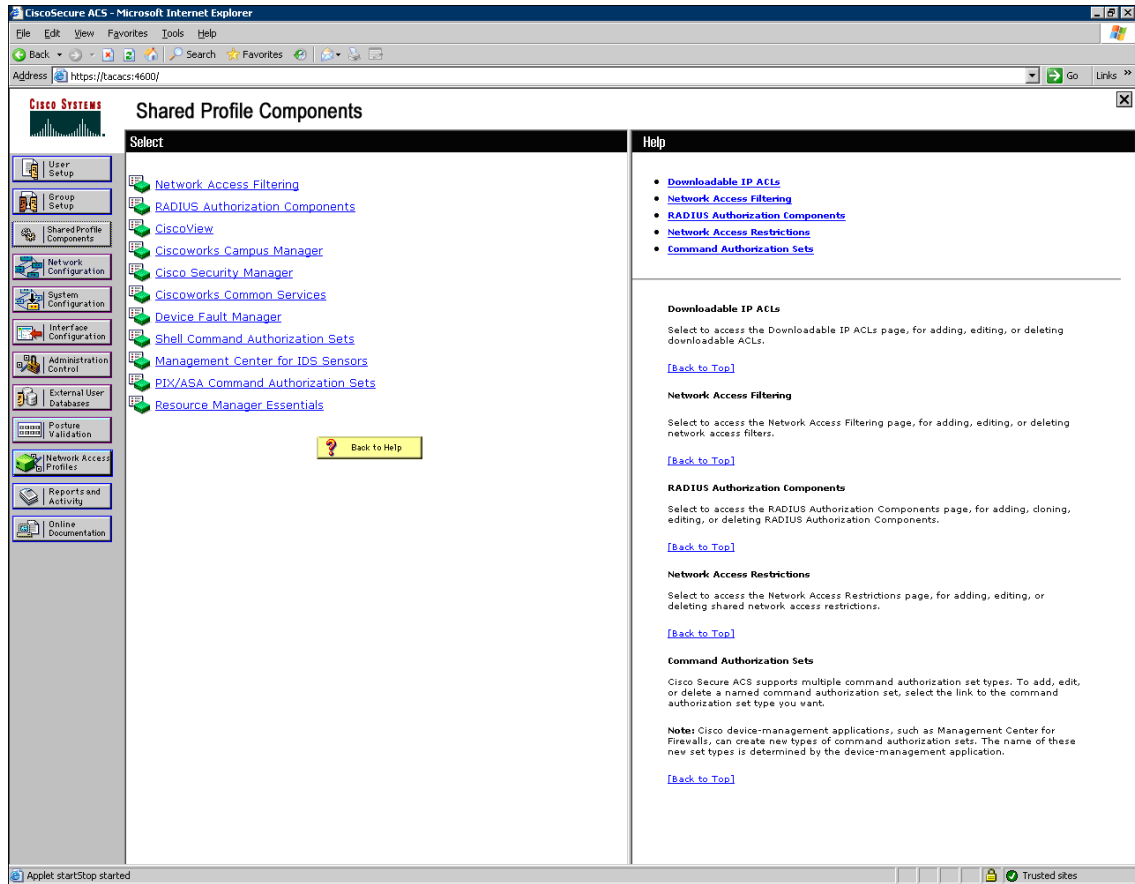 CiscoSecure ACS - Microsoft Internet Explorer
File Edit View Favorites Tools Help
Back Search Favorites
Address https://tacacs:4600/ Go Links »
CISCO SYSTEMS
Shared Profile Components
Select
User Setup
Group Setup
Shared Profile Components
Network Configuration
System Configuration
Interface Configuration
Administration Control
External User Databases
Posture Validation
Network Access Profiles
Reports and Activity
Online Documentation
Network Access Filtering
RADIUS Authorization Components
CiscoView
Ciscoworks Campus Manager
Cisco Security Manager
Ciscoworks Common Services
Device Fault Manager
Shell Command Authorization Sets
Management Center for IDS Sensors
PIX/ASA Command Authorization Sets
Resource Manager Essentials
? Back to Help
Help
• Downloadable IP ACLs
• Network Access Filtering
• RADIUS Authorization Components
• Network Access Restrictions
• Command Authorization Sets
Downloadable IP ACLs
Select to access the Downloadable IP ACLs page, for adding, editing, or deleting
downloadable ACLs.
[Back to Top]
Network Access Filtering
Select to access the Network Access Filtering page, for adding, editing, or deleting
network access filters.
[Back to Top]
RADIUS Authorization Components
Select to access the RADIUS Authorization Components page, for adding, cloning,
editing, or deleting RADIUS Authorization Components.
[Back to Top]
Network Access Restrictions
Select to access the Network Access Restrictions page, for adding, editing, or
deleting shared network access restrictions.
[Back to Top]
Command Authorization Sets
Cisco Secure ACS supports multiple command authorization set types. To add, edit,
or delete a named command authorization set, select the link to the command
authorization set type you want.
Note: Cisco device-management applications, such as Management Center for
Firewalls, can create new types of command authorization sets. The name of these
new set types is determined by the device-management application.
[Back to Top]
Applet startStop started
Trusted sites